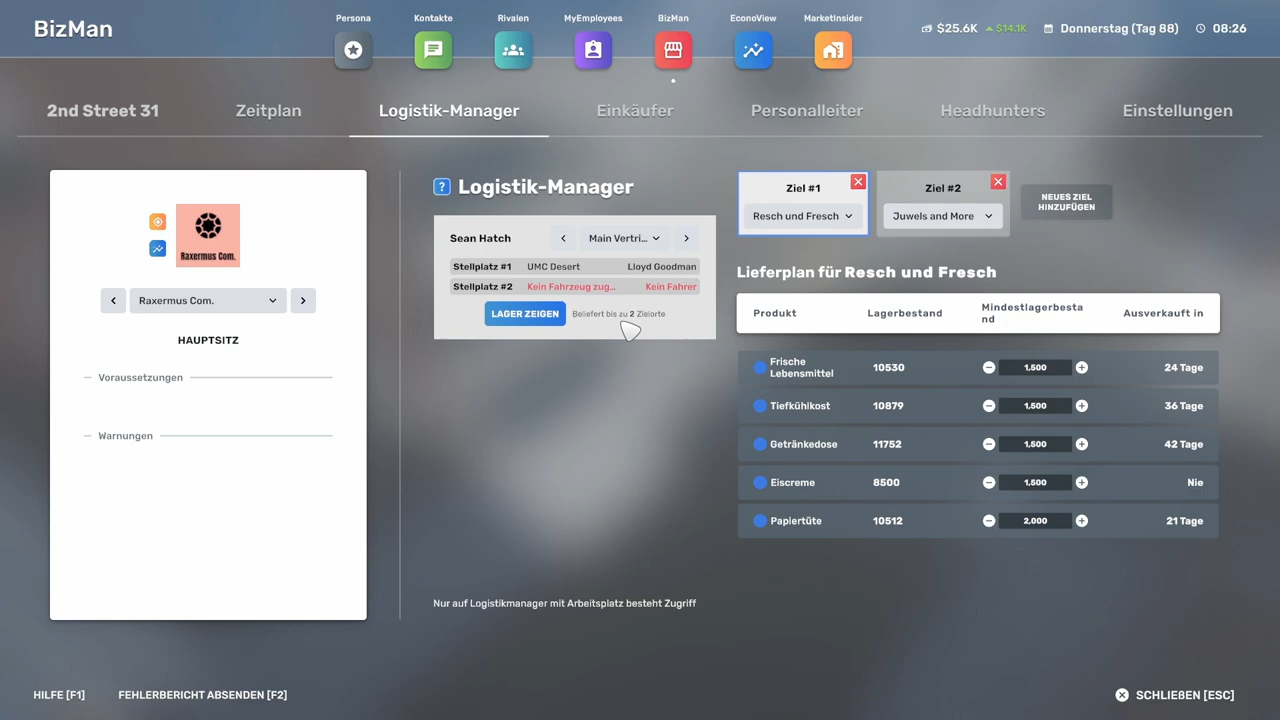 BizMan
Persona
Kontakte
Rivalen
MyEmployees
BizMan
EconoView
MarketInsider
$25.6K
$14.1K
Donnerstag (Tag 88)
08:26
2nd Street 31
Zeitplan
Logistik-Manager
Einkäufer
Personalleiter
Headhunters
Einstellungen
Raxermus Com.
Raxermus Com.
HAUPTSITZ
Voraussetzungen
Warnungen
? Logistik-Manager
Sean Hatch
Main Vertri...
Stellplatz #1 UMC Desert Lloyd Goodman
Stellplatz #2 Kein Fahrzeug zug... Kein Fahrer
LAGER ZEIGEN
Beliefert bis zu 2 Zielorte
Nur auf Logistikmanager mit Arbeitsplatz besteht Zugriff
Ziel #1
Resch und Fresch
Ziel #2
Juwels and More
NEUES ZIEL
HINZUFÜGEN
Lieferplan für Resch und Fresch
Produkt
Lagerbestand
Mindestlagerbesta
nd
Ausverkauft in
Frische
Lebensmittel
10530
1,500
24 Tage
Tiefkühlkost
10879
1,500
36 Tage
Getränkedose
11752
1,500
42 Tage
Eiscreme
8500
1,500
Nie
Papiertüte
10512
2,000
21 Tage
HILFE [F1]
FEHLERBERICHT ABSENDEN [F2]
SCHLIEßEN [ESC]